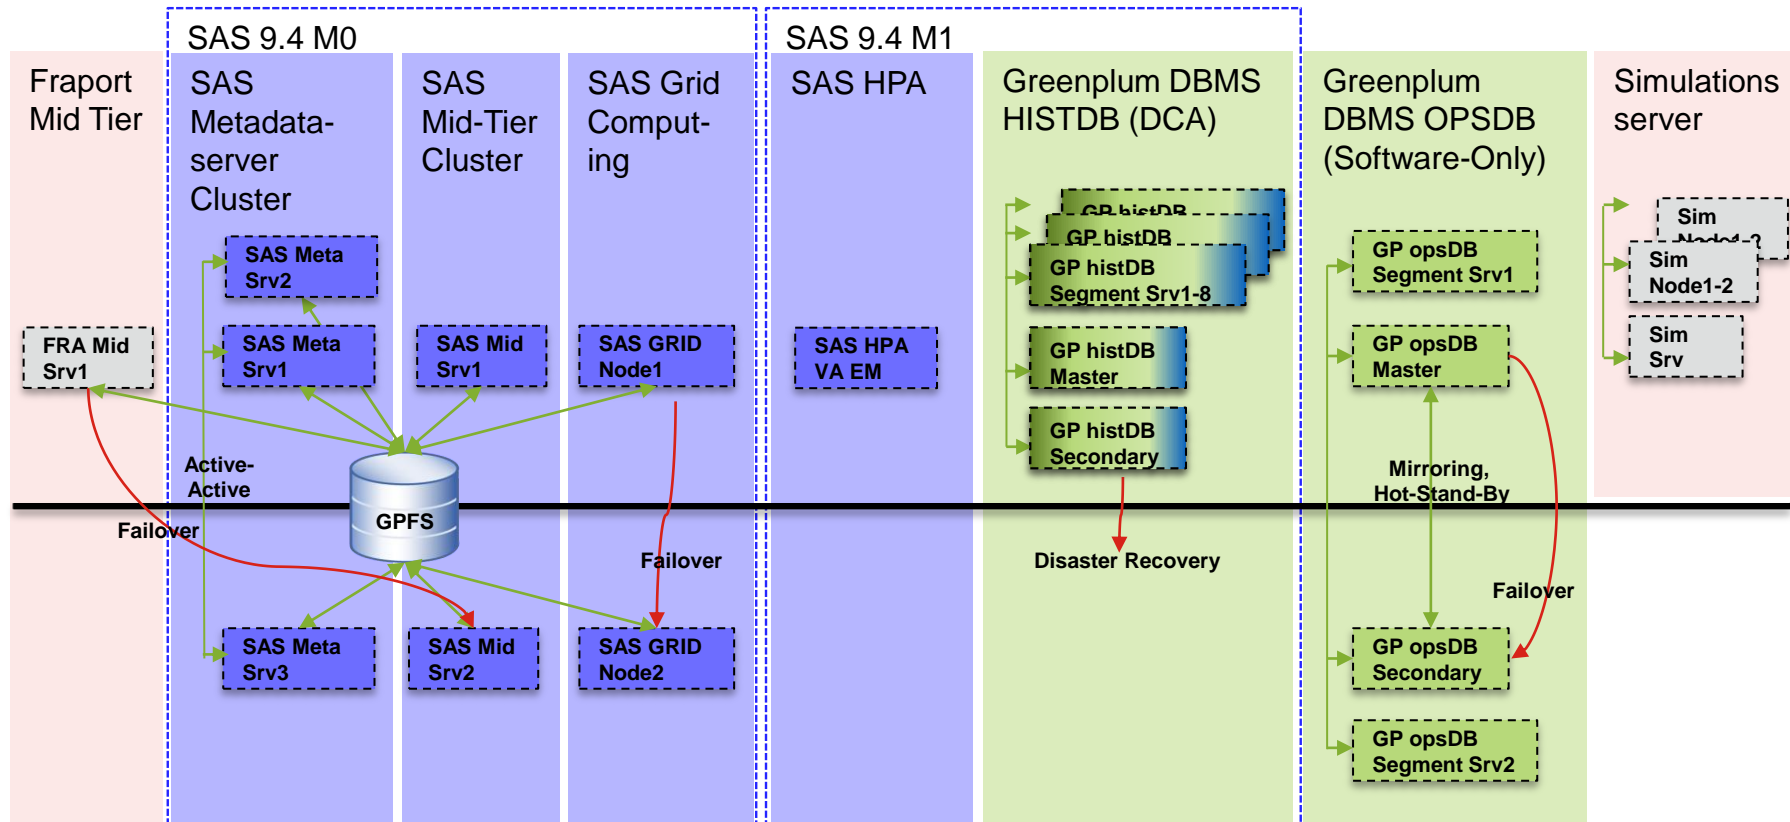 SAS 9.4 M0
SAS 9.4 M1
Fraport
Mid Tier
SAS
Metadata-
server
Cluster
SAS
Mid-Tier
Cluster
SAS Grid
Comput-
ing
SAS HPA
Greenplum DBMS
HISTDB (DCA)
Greenplum
DBMS OPSDB
(Software-Only)
Simulations
server
GP histDB
GP histDB
GP histDB
Segment Srv1-8
Sim
Node1-2
Sim
Node1-2
Sim
Srv
SAS Meta
Srv2
GP opsDB
Segment Srv1
FRA Mid
Srv1
SAS Meta
Srv1
SAS Mid
Srv1
SAS GRID
Node1
SAS HPA
VA EM
GP histDB
Master
GP opsDB
Master
GP histDB
Secondary
Active-
Active
Mirroring,
Hot-Stand-By
GPFS
Failover
Failover
Disaster Recovery
Failover
SAS Meta
Srv3
SAS Mid
Srv2
SAS GRID
Node2
GP opsDB
Secondary
GP opsDB
Segment Srv2